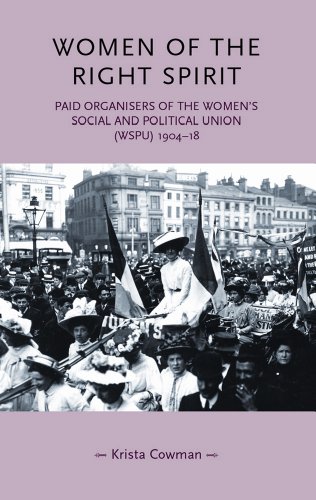 WOMEN OF THE
RIGHT SPIRIT
PAID ORGANISERS OF THE WOMEN'S
SOCIAL AND POLITICAL UNION
(WSPU) 1904–18
Krista Cowman